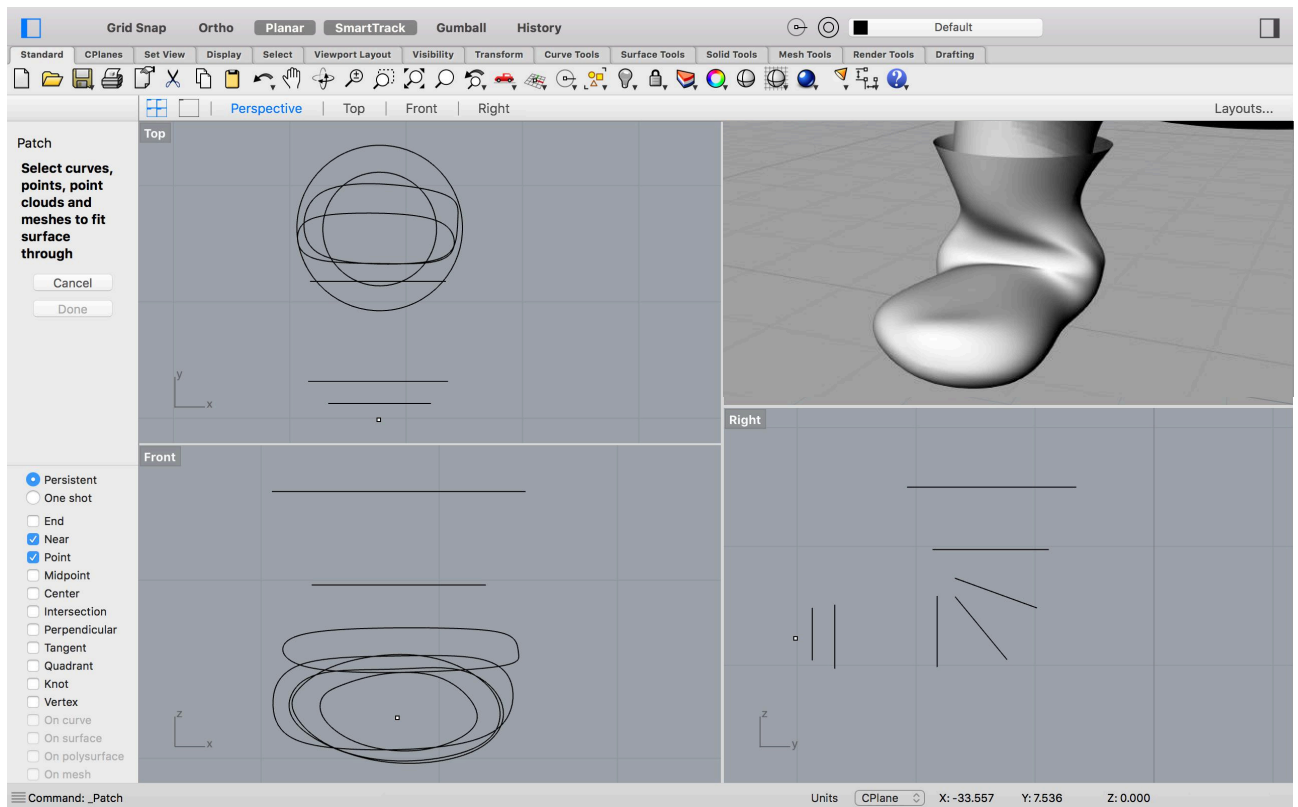 Grid Snap Ortho Planar SmartTrack Gumball History Default
Standard CPlanes Set View Display Select Viewport Layout Visibility Transform Curve Tools Surface Tools Solid Tools Mesh Tools Render Tools Drafting
Perspective | Top | Front | Right Layouts...
Patch
Select curves,
points, point
clouds and
meshes to fit
surface
through
Cancel
Done
Top
y
x
Front
z
x
Right
z
y
Persistent
One shot
End
Near
Point
Midpoint
Center
Intersection
Perpendicular
Tangent
Quadrant
Knot
Vertex
On curve
On surface
On polysurface
On mesh
Command: _Patch Units CPlane X: -33.557 Y: 7.536 Z: 0.000